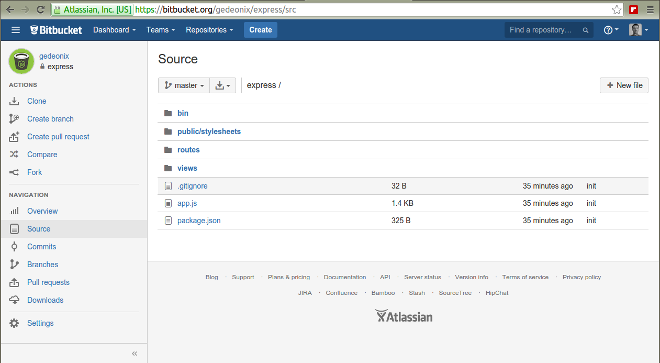 Atlassian, Inc. [US] https://bitbucket.org/gedeonix/express/src
Bitbucket Dashboard Teams Repositories Create Find a repository...
gedeonix
express
ACTIONS
Clone
Create branch
Create pull request
Compare
Fork
NAVIGATION
Overview
Source
Commits
Branches
Pull requests
Downloads
Settings
«
Source
master express / + New file
bin
public/stylesheets
routes
views
.gitignore 32 B 35 minutes ago init
app.js 1.4 KB 35 minutes ago init
package.json 325 B 35 minutes ago init
Blog · Support · Plans & pricing · Documentation · API · Server status · Version info · Terms of service · Privacy policy
JIRA · Confluence · Bamboo · Stash · SourceTree · HipChat
Atlassian